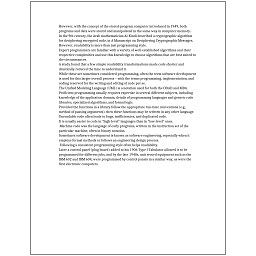 However, with the concept of the stored-program computer introduced in 1949, both
programs and data were stored and manipulated in the same way in computer memory.
In the 9th century, the Arab mathematician Al-Kindi described a cryptographic algorithm
for deciphering encrypted code, in A Manuscript on Deciphering Cryptographic Messages.
However, readability is more than just programming style.
Expert programmers are familiar with a variety of well-established algorithms and their
respective complexities and use this knowledge to choose algorithms that are best suited to
the circumstances.
A study found that a few simple readability transformations made code shorter and
drastically reduced the time to understand it.
While these are sometimes considered programming, often the term software development
is used for this larger overall process – with the terms programming, implementation, and
coding reserved for the writing and editing of code per se.
The Unified Modeling Language (UML) is a notation used for both the OOAD and MDA.
Proficient programming usually requires expertise in several different subjects, including
knowledge of the application domain, details of programming languages and generic code
libraries, specialized algorithms, and formal logic.
Provided the functions in a library follow the appropriate run-time conventions (e.g.,
method of passing arguments), then these functions may be written in any other language.
Unreadable code often leads to bugs, inefficiencies, and duplicated code.
It is usually easier to code in "high-level" languages than in "low-level" ones.
Machine code was the language of early programs, written in the instruction set of the
particular machine, often in binary notation.
Sometimes software development is known as software engineering, especially when it
employs formal methods or follows an engineering design process.
Following a consistent programming style often helps readability.
Later a control panel (plug board) added to his 1906 Type I Tabulator allowed it to be
programmed for different jobs, and by the late 1940s, unit record equipment such as the
IBM 602 and IBM 604, were programmed by control panels in a similar way, as were the
first electronic computers.